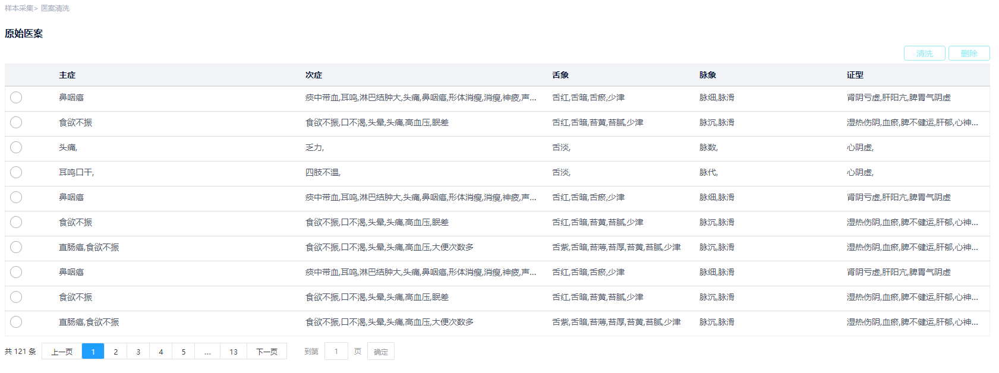 样本采集> 医案清洗
原始医案
清洗 删除
主症 次症 舌象 脉象 证型
鼻咽癌 痰中带血,耳鸣,淋巴结肿大,头痛,鼻咽癌,形体消瘦,消瘦,神疲,声... 舌红,舌暗,舌瘀,少津 脉细,脉滑 肾阴亏虚,肝阳亢,脾胃气阴虚
食欲不振 食欲不振,口不渴,头晕,头痛,高血压,眠差 舌红,舌暗,苔黄,苔腻,少津 脉沉,脉滑 湿热伤阴,血瘀,脾不健运,肝郁,心神...
头痛, 乏力, 舌淡, 脉数, 心阴虚,
耳鸣口干, 四肢不温, 舌淡, 脉代, 心阴虚,
鼻咽癌 痰中带血,耳鸣,淋巴结肿大,头痛,鼻咽癌,形体消瘦,消瘦,神疲,声... 舌红,舌暗,舌瘀,少津 脉细,脉滑 肾阴亏虚,肝阳亢,脾胃气阴虚
食欲不振 食欲不振,口不渴,头晕,头痛,高血压,眠差 舌红,舌暗,苔黄,苔腻,少津 脉沉,脉滑 湿热伤阴,血瘀,脾不健运,肝郁,心神...
直肠癌,食欲不振 食欲不振,口不渴,头晕,头痛,高血压,大便次数多 舌紫,舌暗,苔薄,苔厚,苔黄,苔腻,少津 脉沉,脉滑 湿热伤阴,血瘀,脾不健运,肝郁,心神...
鼻咽癌 痰中带血,耳鸣,淋巴结肿大,头痛,鼻咽癌,形体消瘦,消瘦,神疲,声... 舌红,舌暗,舌瘀,少津 脉细,脉滑 肾阴亏虚,肝阳亢,脾胃气阴虚
食欲不振 食欲不振,口不渴,头晕,头痛,高血压,眠差 舌红,舌暗,苔黄,苔腻,少津 脉沉,脉滑 湿热伤阴,血瘀,脾不健运,肝郁,心神...
直肠癌,食欲不振 食欲不振,口不渴,头晕,头痛,高血压,大便次数多 舌紫,舌暗,苔薄,苔厚,苔黄,苔腻,少津 脉沉,脉滑 湿热伤阴,血瘀,脾不健运,肝郁,心神...
共 121 条 上一页 1 2 3 4 5 ... 13 下一页 到第 1 页 确定